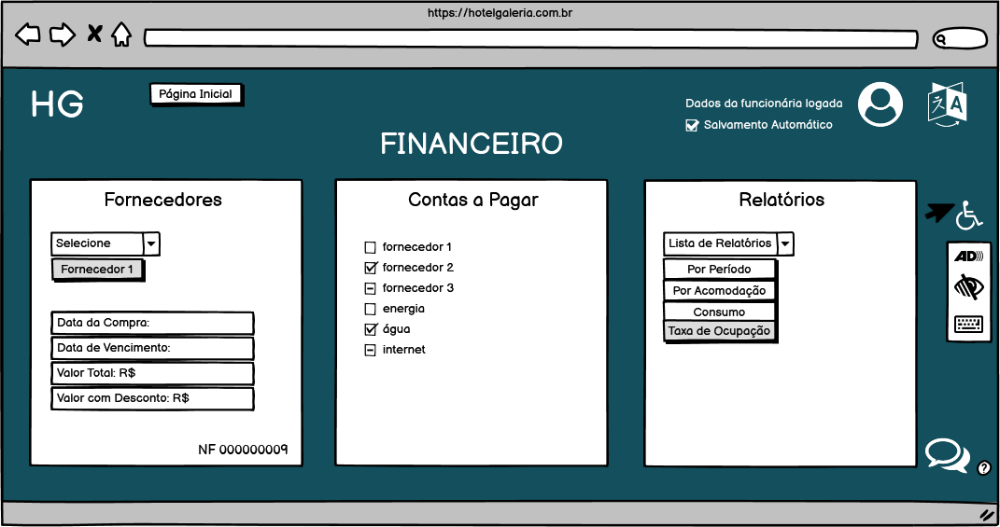 https://hotelgaleria.com.br
HG
Página Inicial
Dados da funcionária logada
Salvamento Automático
A
FINANCEIRO
Fornecedores
Selecione
Fornecedor 1
Data da Compra:
Data de Vencimento:
Valor Total: R$
Valor com Desconto: R$
NF 000000009
Contas a Pagar
fornecedor 1
fornecedor 2
fornecedor 3
energia
água
internet
Relatórios
Lista de Relatórios
Por Período
Por Acomodação
Consumo
Taxa de Ocupação
AD
?